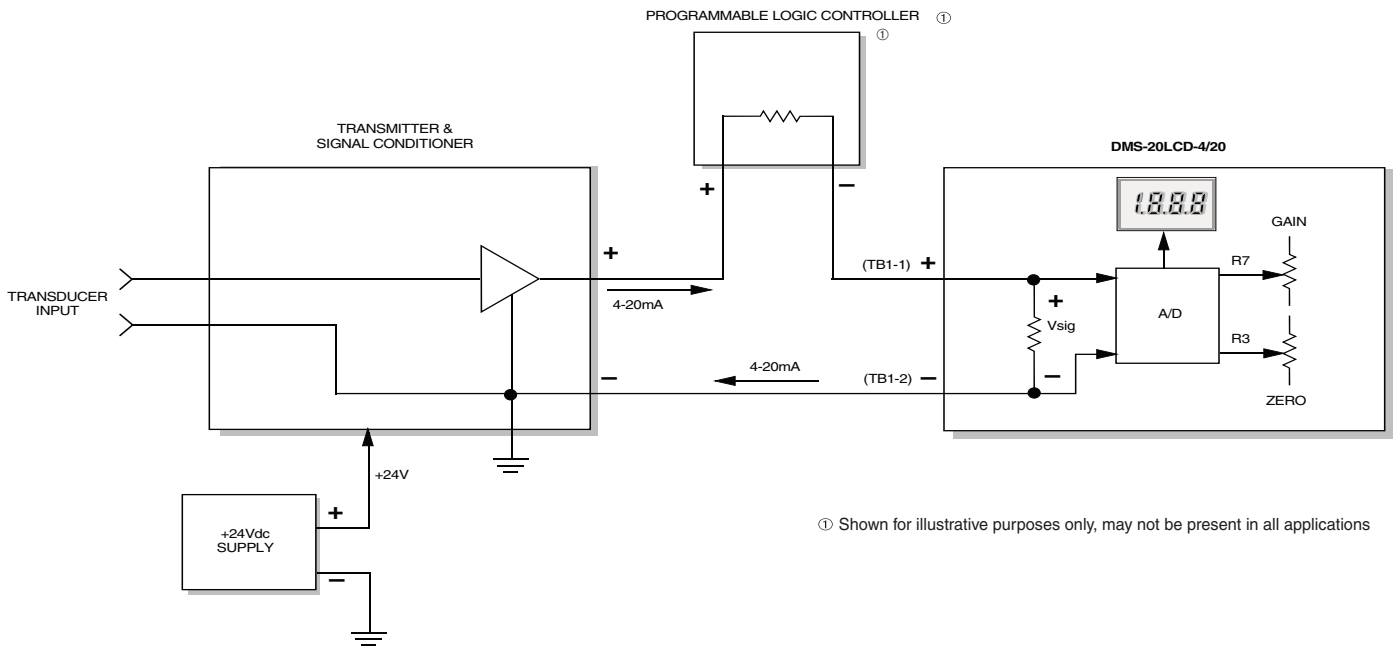 PROGRAMMABLE LOGIC CONTROLLER ①
①
TRANSMITTER &
SIGNAL CONDITIONER
DMS-20LCD-4/20
+
−
1.8.8.8
GAIN
R7
+
(TB1-1) +
+
TRANSDUCER
INPUT
4-20mA
A/D
Vsig
R3
−
4-20mA
(TB1-2) −
−
ZERO
+24V
+
+24Vdc
SUPPLY
−
① Shown for illustrative purposes only, may not be present in all applications